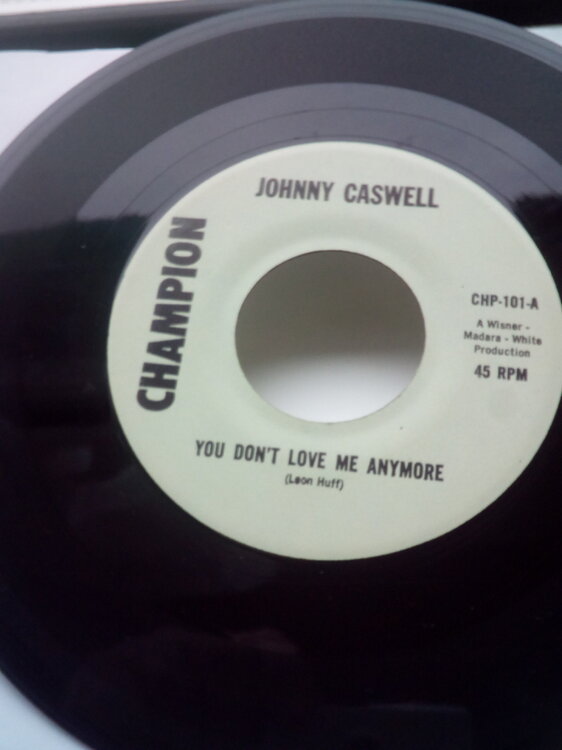 JOHNNY CASWELL
CHAMPION
CHP-101-A
A Wisner -
Madara - White
Production
45 RPM
YOU DON'T LOVE ME ANYMORE
(Leon Huff)